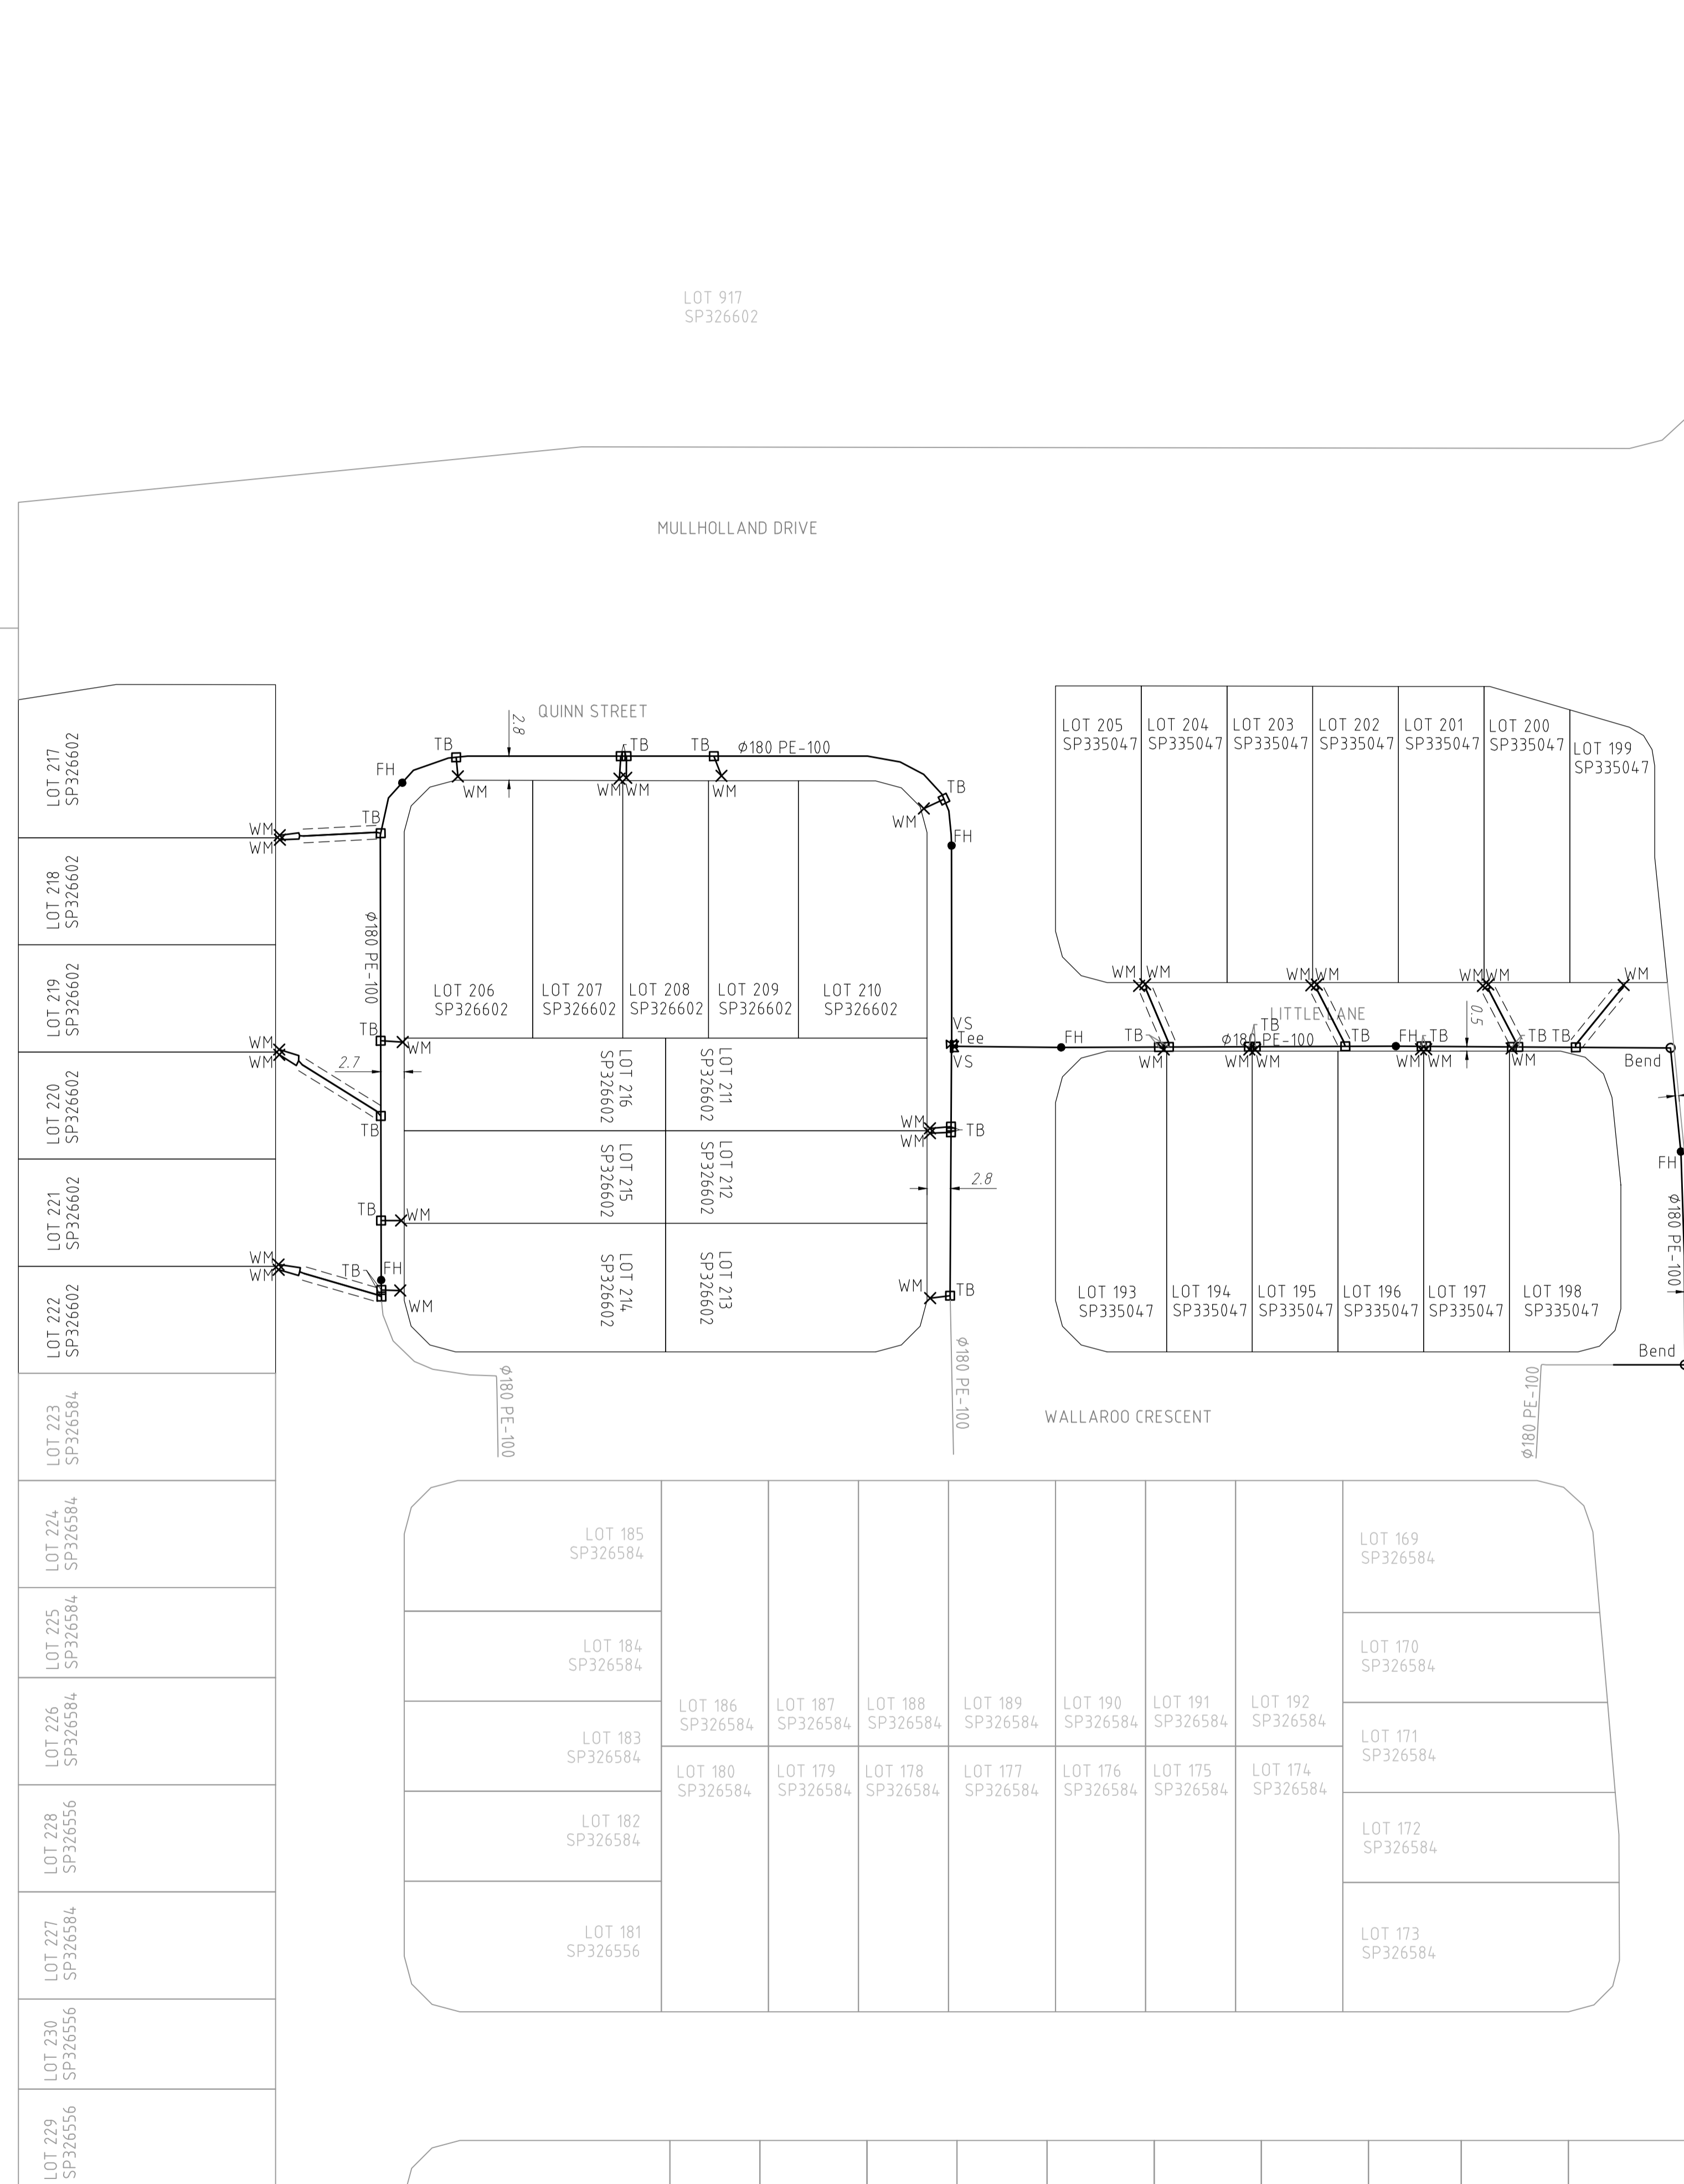 LOT 917
SP326602
MULLHOLLAND DRIVE
QUINN STREET
2.8
TB
TB
TB
Ø180 PE-100
FH
WM
WM
WM
WM
TB
WM
FH
TB
WM
WM
LOT 217
SP326602
LOT 218
SP326602
LOT 219
SP326602
LOT 220
SP326602
LOT 221
SP326602
LOT 222
SP326602
Ø180 PE-100
LOT 206
SP326602
LOT 207
SP326602
LOT 208
SP326602
LOT 209
SP326602
LOT 210
SP326602
TB
WM
WM
WM
2.7
TB
TB
WM
WM
WM
TB
FH
WM
LOT 216
SP326602
LOT 211
SP326602
LOT 215
SP326602
LOT 212
SP326602
LOT 214
SP326602
LOT 213
SP326602
VS
Tee
VS
WM
WM
TB
2.8
WM
TB
Ø180 PE-100
Ø180 PE-100
LOT 205
SP335047
LOT 204
SP335047
LOT 203
SP335047
LOT 202
SP335047
LOT 201
SP335047
LOT 200
SP335047
LOT 199
SP335047
WM
WM
WM
WM
WM
WM
WM
LITTLE LANE
0.5
FH
TB
TB
Ø180 PE-100
TB
FH
TB
TB
TB
WM
WM
WM
WM
WM
WM
Bend
FH
Ø180 PE-100
LOT 193
SP335047
LOT 194
SP335047
LOT 195
SP335047
LOT 196
SP335047
LOT 197
SP335047
LOT 198
SP335047
Bend
Ø180 PE-100
WALLAROO CRESCENT
LOT 223
SP326584
LOT 224
SP326584
LOT 225
SP326584
LOT 226
SP326584
LOT 228
SP326556
LOT 227
SP326584
LOT 230
SP326556
LOT 229
SP326556
LOT 185
SP326584
LOT 184
SP326584
LOT 183
SP326584
LOT 182
SP326584
LOT 181
SP326556
LOT 186
SP326584
LOT 187
SP326584
LOT 188
SP326584
LOT 189
SP326584
LOT 190
SP326584
LOT 191
SP326584
LOT 192
SP326584
LOT 180
SP326584
LOT 179
SP326584
LOT 178
SP326584
LOT 177
SP326584
LOT 176
SP326584
LOT 175
SP326584
LOT 174
SP326584
LOT 169
SP326584
LOT 170
SP326584
LOT 171
SP326584
LOT 172
SP326584
LOT 173
SP326584